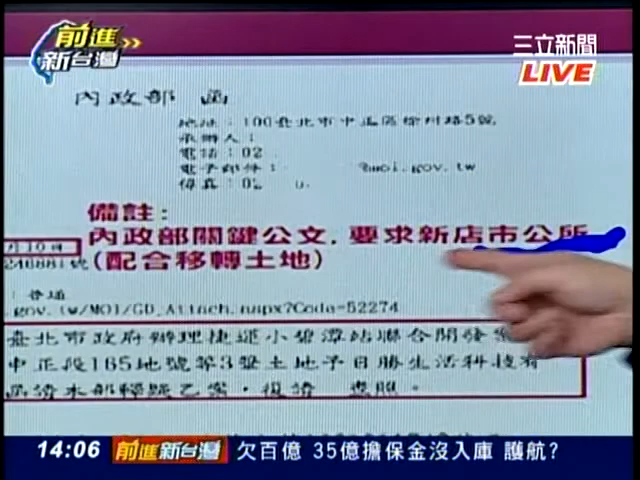 前進新台灣
三立新聞
LIVE
內政部 函
地址：100臺北市中正區徐州路5號
承辦人：
電話：02
電子郵件： @moi.gov.tw
傳真：02
備註:
內政部關鍵公文,要求新店市公所
(配合移轉土地)
月10日
號
：普通
.gov.tw/MOI/GD_Attach.aspx?Code=52274
臺北市政府辦理捷運小碧潭站聯合開發案
中正段165地號等3筆土地予日勝生活科技有
函請本部釋疑乙案，復請 查照。
14:06 前進新台灣 欠百億 35億擔保金沒入庫 護航?